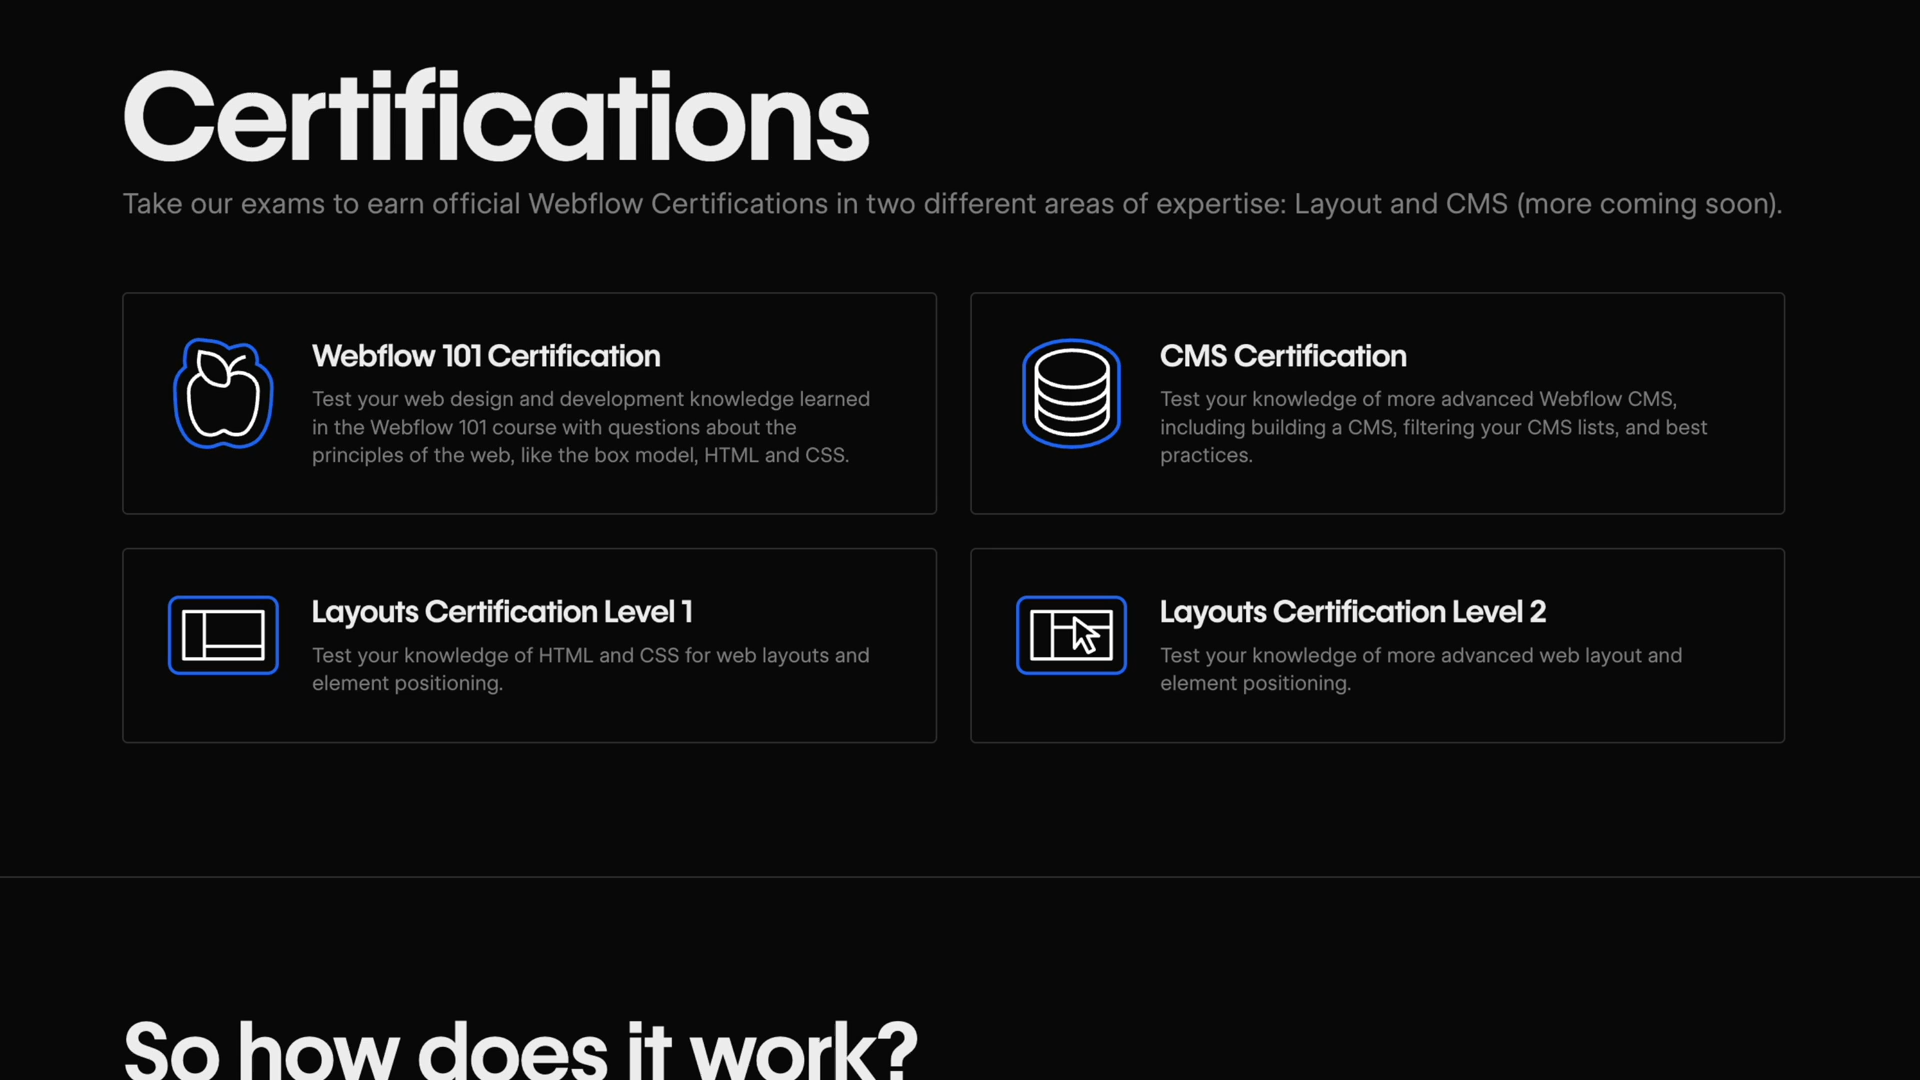 Certifications
Take our exams to earn official Webflow Certifications in two different areas of expertise: Layout and CMS (more coming soon).
Webflow 101 Certification
Test your web design and development knowledge learned
in the Webflow 101 course with questions about the
principles of the web, like the box model, HTML and CSS.
CMS Certification
Test your knowledge of more advanced Webflow CMS,
including building a CMS, filtering your CMS lists, and best
practices.
Layouts Certification Level 1
Test your knowledge of HTML and CSS for web layouts and
element positioning.
Layouts Certification Level 2
Test your knowledge of more advanced web layout and
element positioning.
So how does it work?